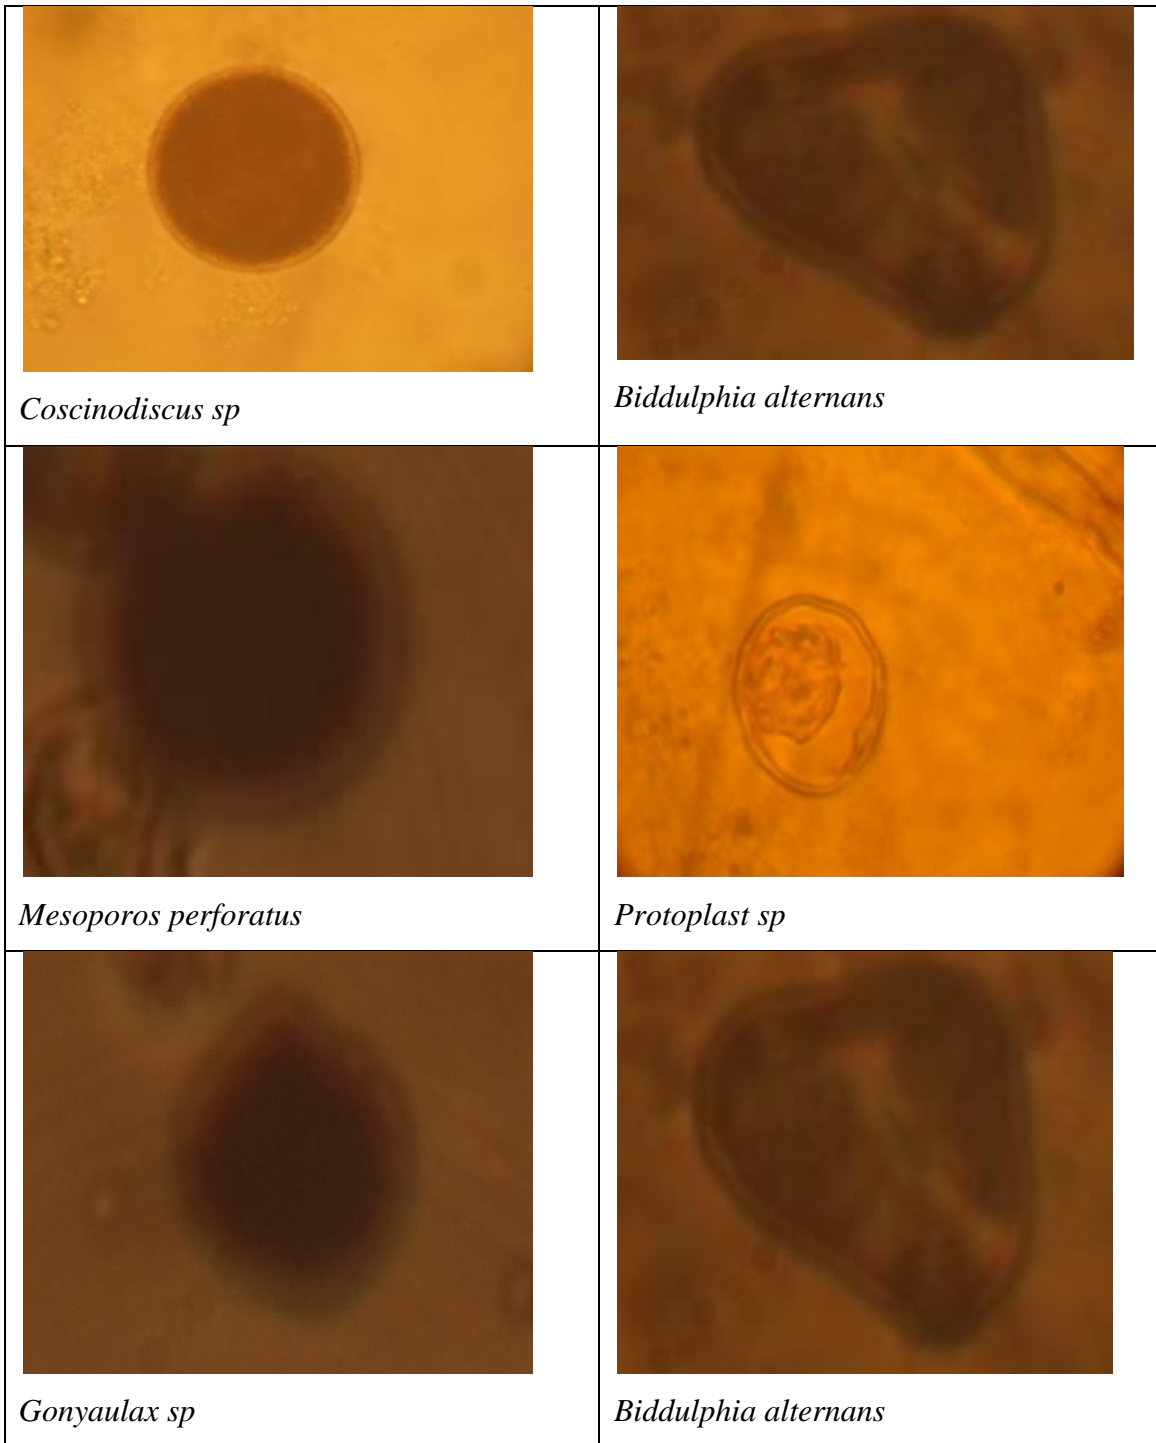 Coscinodiscus sp
Biddulphia alternans
Mesoporos perforatus
Protoplast sp
Gonyaulax sp
Biddulphia alternans